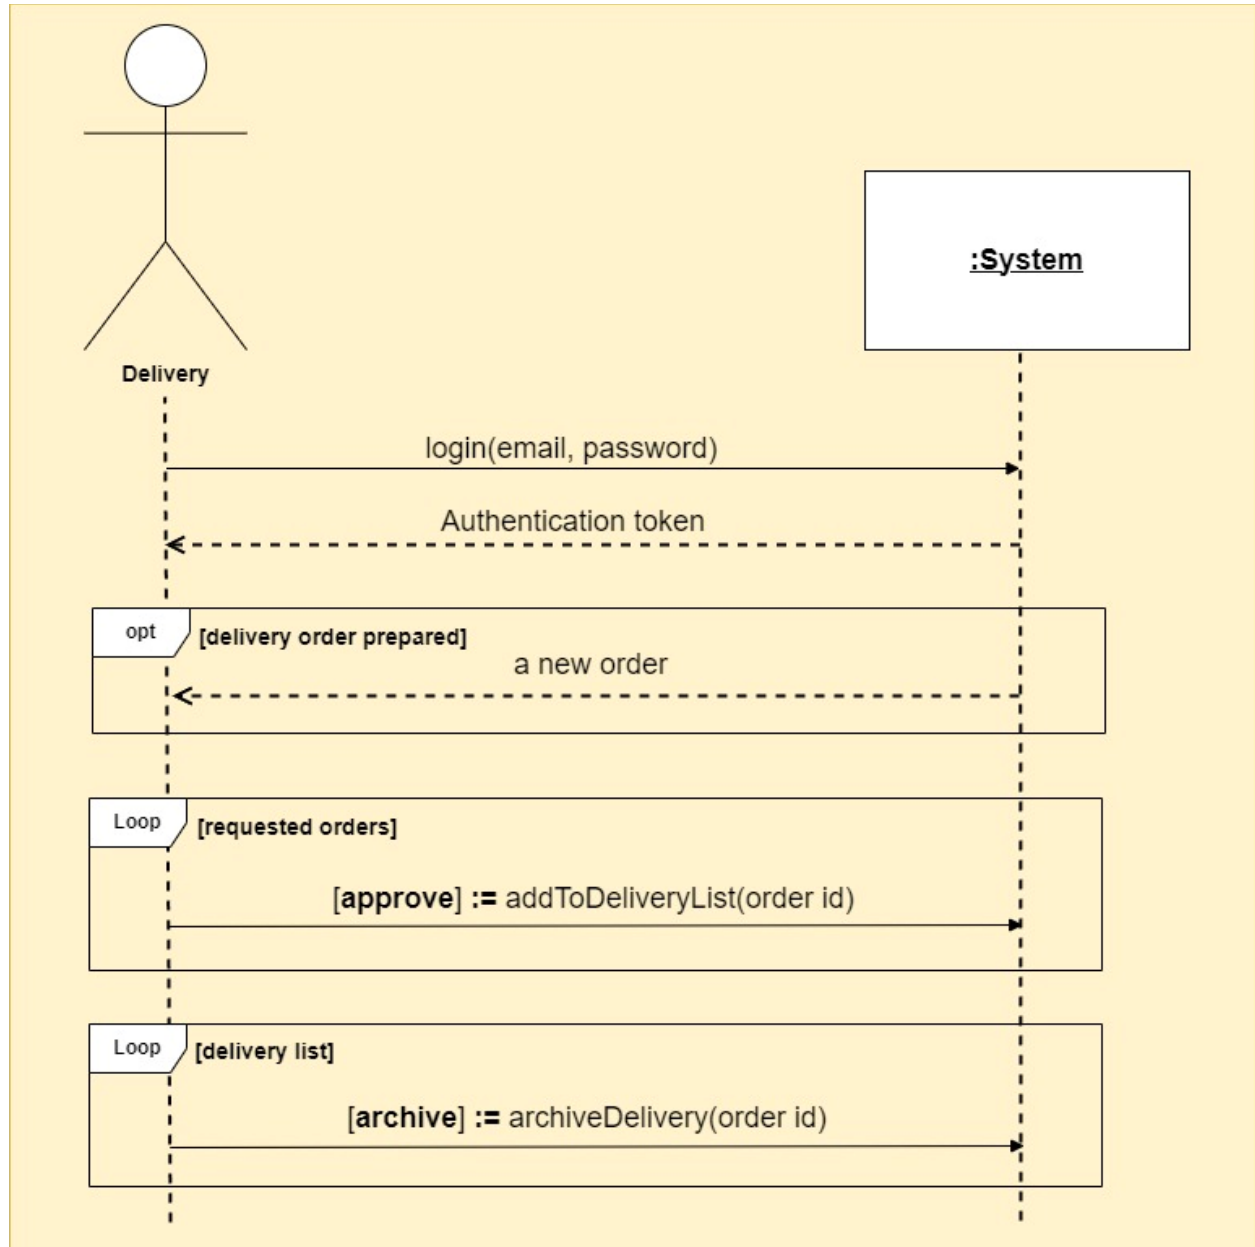 :System
Delivery
login(email, password)
Authentication token
opt
[delivery order prepared]
a new order
Loop
[requested orders]
[approve] := addToDeliveryList(order id)
Loop
[delivery list]
[archive] := archiveDelivery(order id)